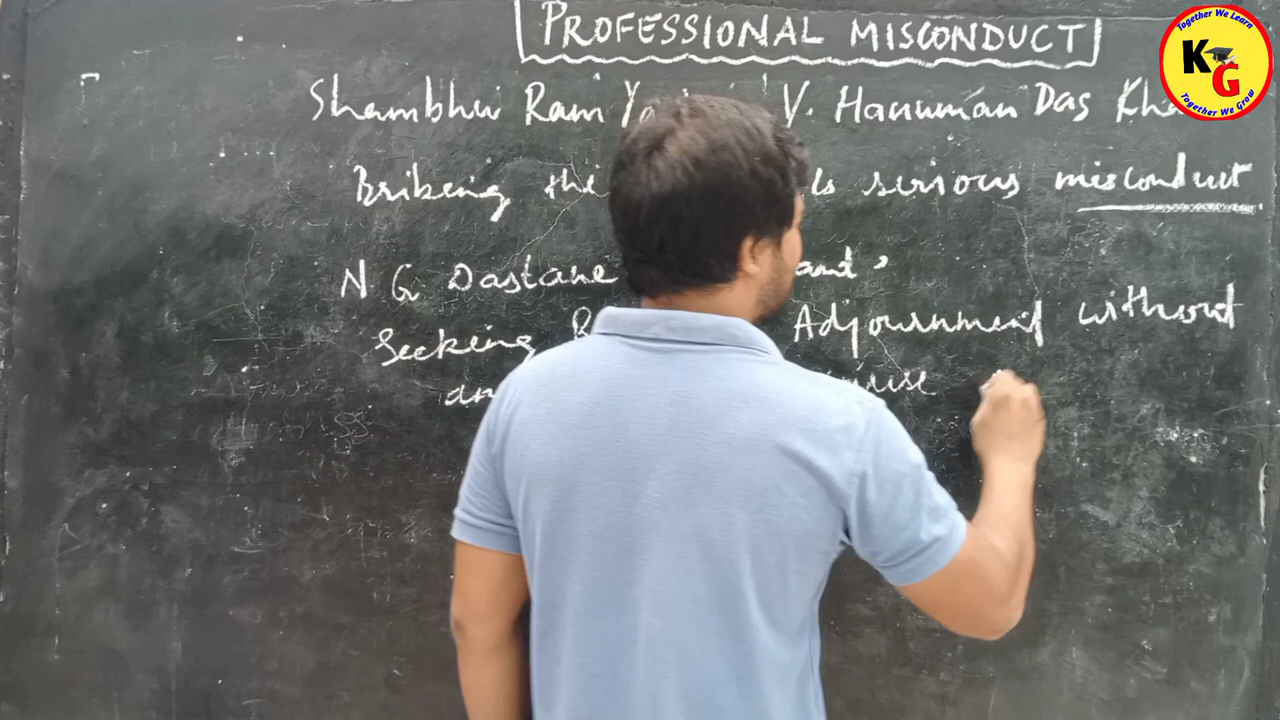 PROFESSIONAL MISCONDUCT
Shambhu Ram V. Hanuman Das
Bribing the is serious misconduct
N G Dastane
Seeking Adjournment without
Together We Learn
KG
Together We Grow